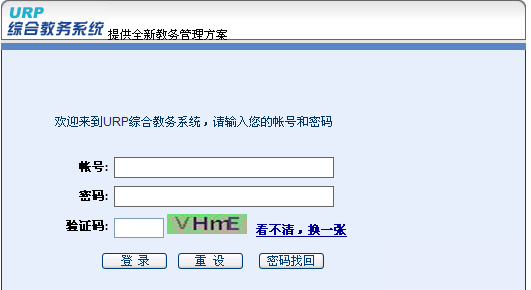 URP
综合教务系统 提供全新教务管理方案
欢迎来到URP综合教务系统，请输入您的帐号和密码
帐号:
密码:
验证码: VHmE 看不清，换一张
登 录 重 设 密码找回